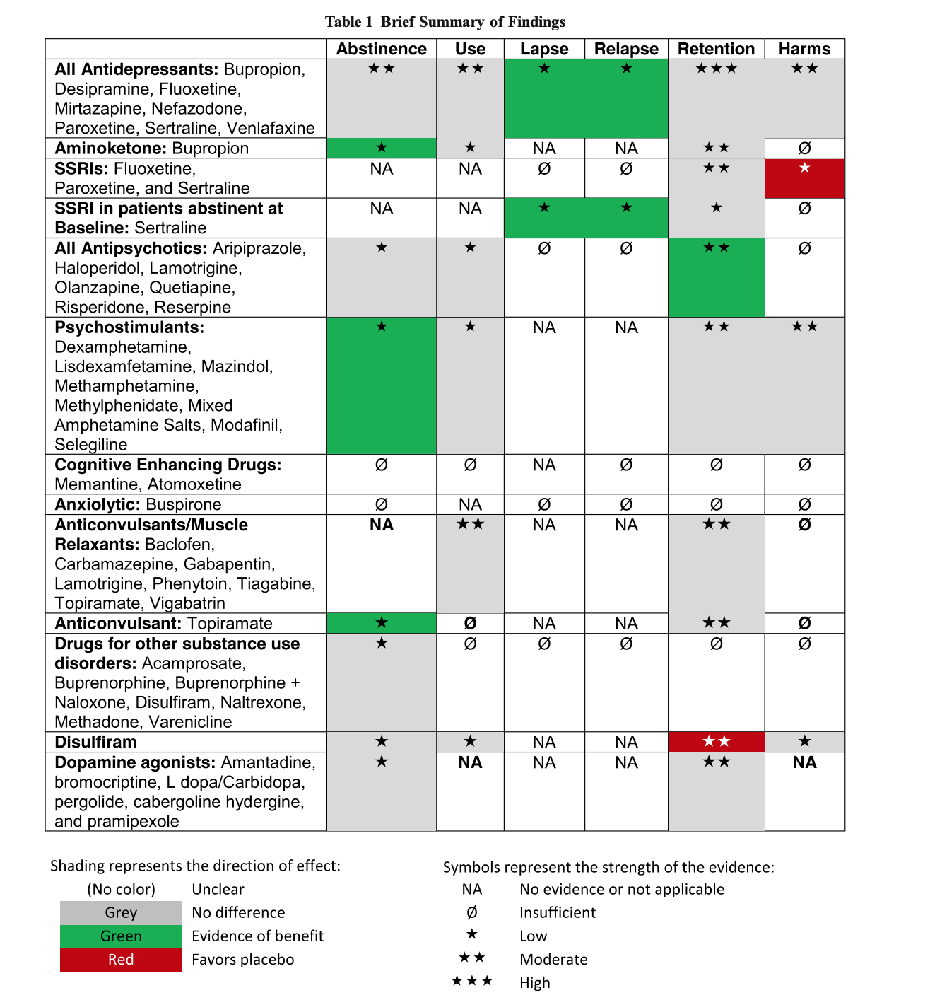 Table 1 Brief Summary of Findings
Abstinence Use Lapse Relapse Retention Harms
All Antidepressants: Bupropion, ★★ ★★ ★ ★ ★★★ ★★
Desipramine, Fluoxetine,
Mirtazapine, Nefazodone,
Paroxetine, Sertraline, Venlafaxine
Aminoketone: Bupropion ★ ★ NA NA ★★ Ø
SSRIs: Fluoxetine, NA NA Ø Ø ★★ ★
Paroxetine, and Sertraline
SSRI in patients abstinent at NA NA ★ ★ ★ Ø
Baseline: Sertraline
All Antipsychotics: Aripiprazole, ★ ★ Ø Ø ★★ Ø
Haloperidol, Lamotrigine,
Olanzapine, Quetiapine,
Risperidone, Reserpine
Psychostimulants: ★ ★ NA NA ★★ ★★
Dexamphetamine,
Lisdexamfetamine, Mazindol,
Methamphetamine,
Methylphenidate, Mixed
Amphetamine Salts, Modafinil,
Selegiline
Cognitive Enhancing Drugs: Ø Ø NA Ø Ø Ø
Memantine, Atomoxetine
Anxiolytic: Buspirone Ø NA Ø Ø Ø Ø
Anticonvulsants/Muscle NA ★★ NA NA ★★ Ø
Relaxants: Baclofen,
Carbamazepine, Gabapentin,
Lamotrigine, Phenytoin, Tiagabine,
Topiramate, Vigabatrin
Anticonvulsant: Topiramate ★ Ø NA NA ★★ Ø
Drugs for other substance use ★ Ø Ø Ø Ø Ø
disorders: Acamprosate,
Buprenorphine, Buprenorphine +
Naloxone, Disulfiram, Naltrexone,
Methadone, Varenicline
Disulfiram ★ ★ NA NA ★★ ★
Dopamine agonists: Amantadine, ★ NA NA NA ★★ NA
bromocriptine, L dopa/Carbidopa,
pergolide, cabergoline hydergine,
and pramipexole
Shading represents the direction of effect:
(No color) Unclear
Grey No difference
Green Evidence of benefit
Red Favors placebo
Symbols represent the strength of the evidence:
NA No evidence or not applicable
Ø Insufficient
★ Low
★★ Moderate
★★★ High